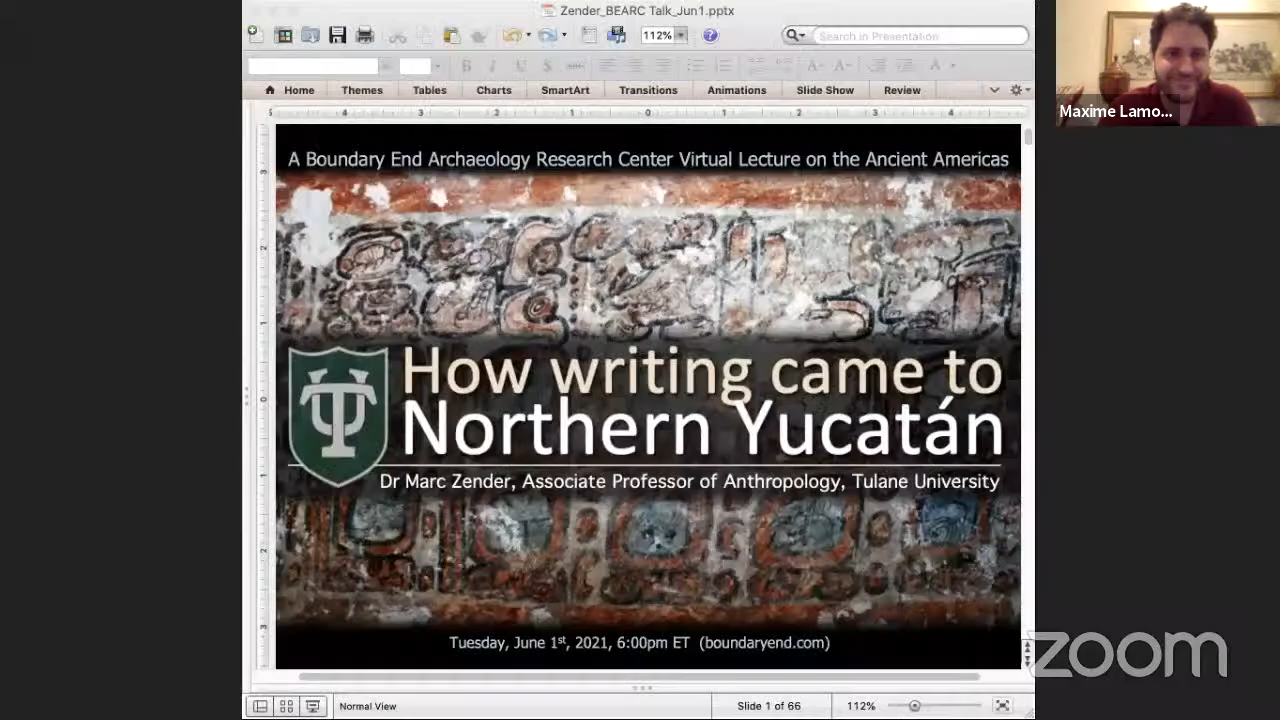 Zender_BEARC Talk_Jun1.pptx
112%
Search in Presentation
Home Themes Tables Charts SmartArt Transitions Animations Slide Show Review
A Boundary End Archaeology Research Center Virtual Lecture on the Ancient Americas
How writing came to
Northern Yucatán
Dr Marc Zender, Associate Professor of Anthropology, Tulane University
Tuesday, June 1st, 2021, 6:00pm ET (boundaryend.com)
Normal View
Slide 1 of 66
112%
Maxime Lamo...
zoom